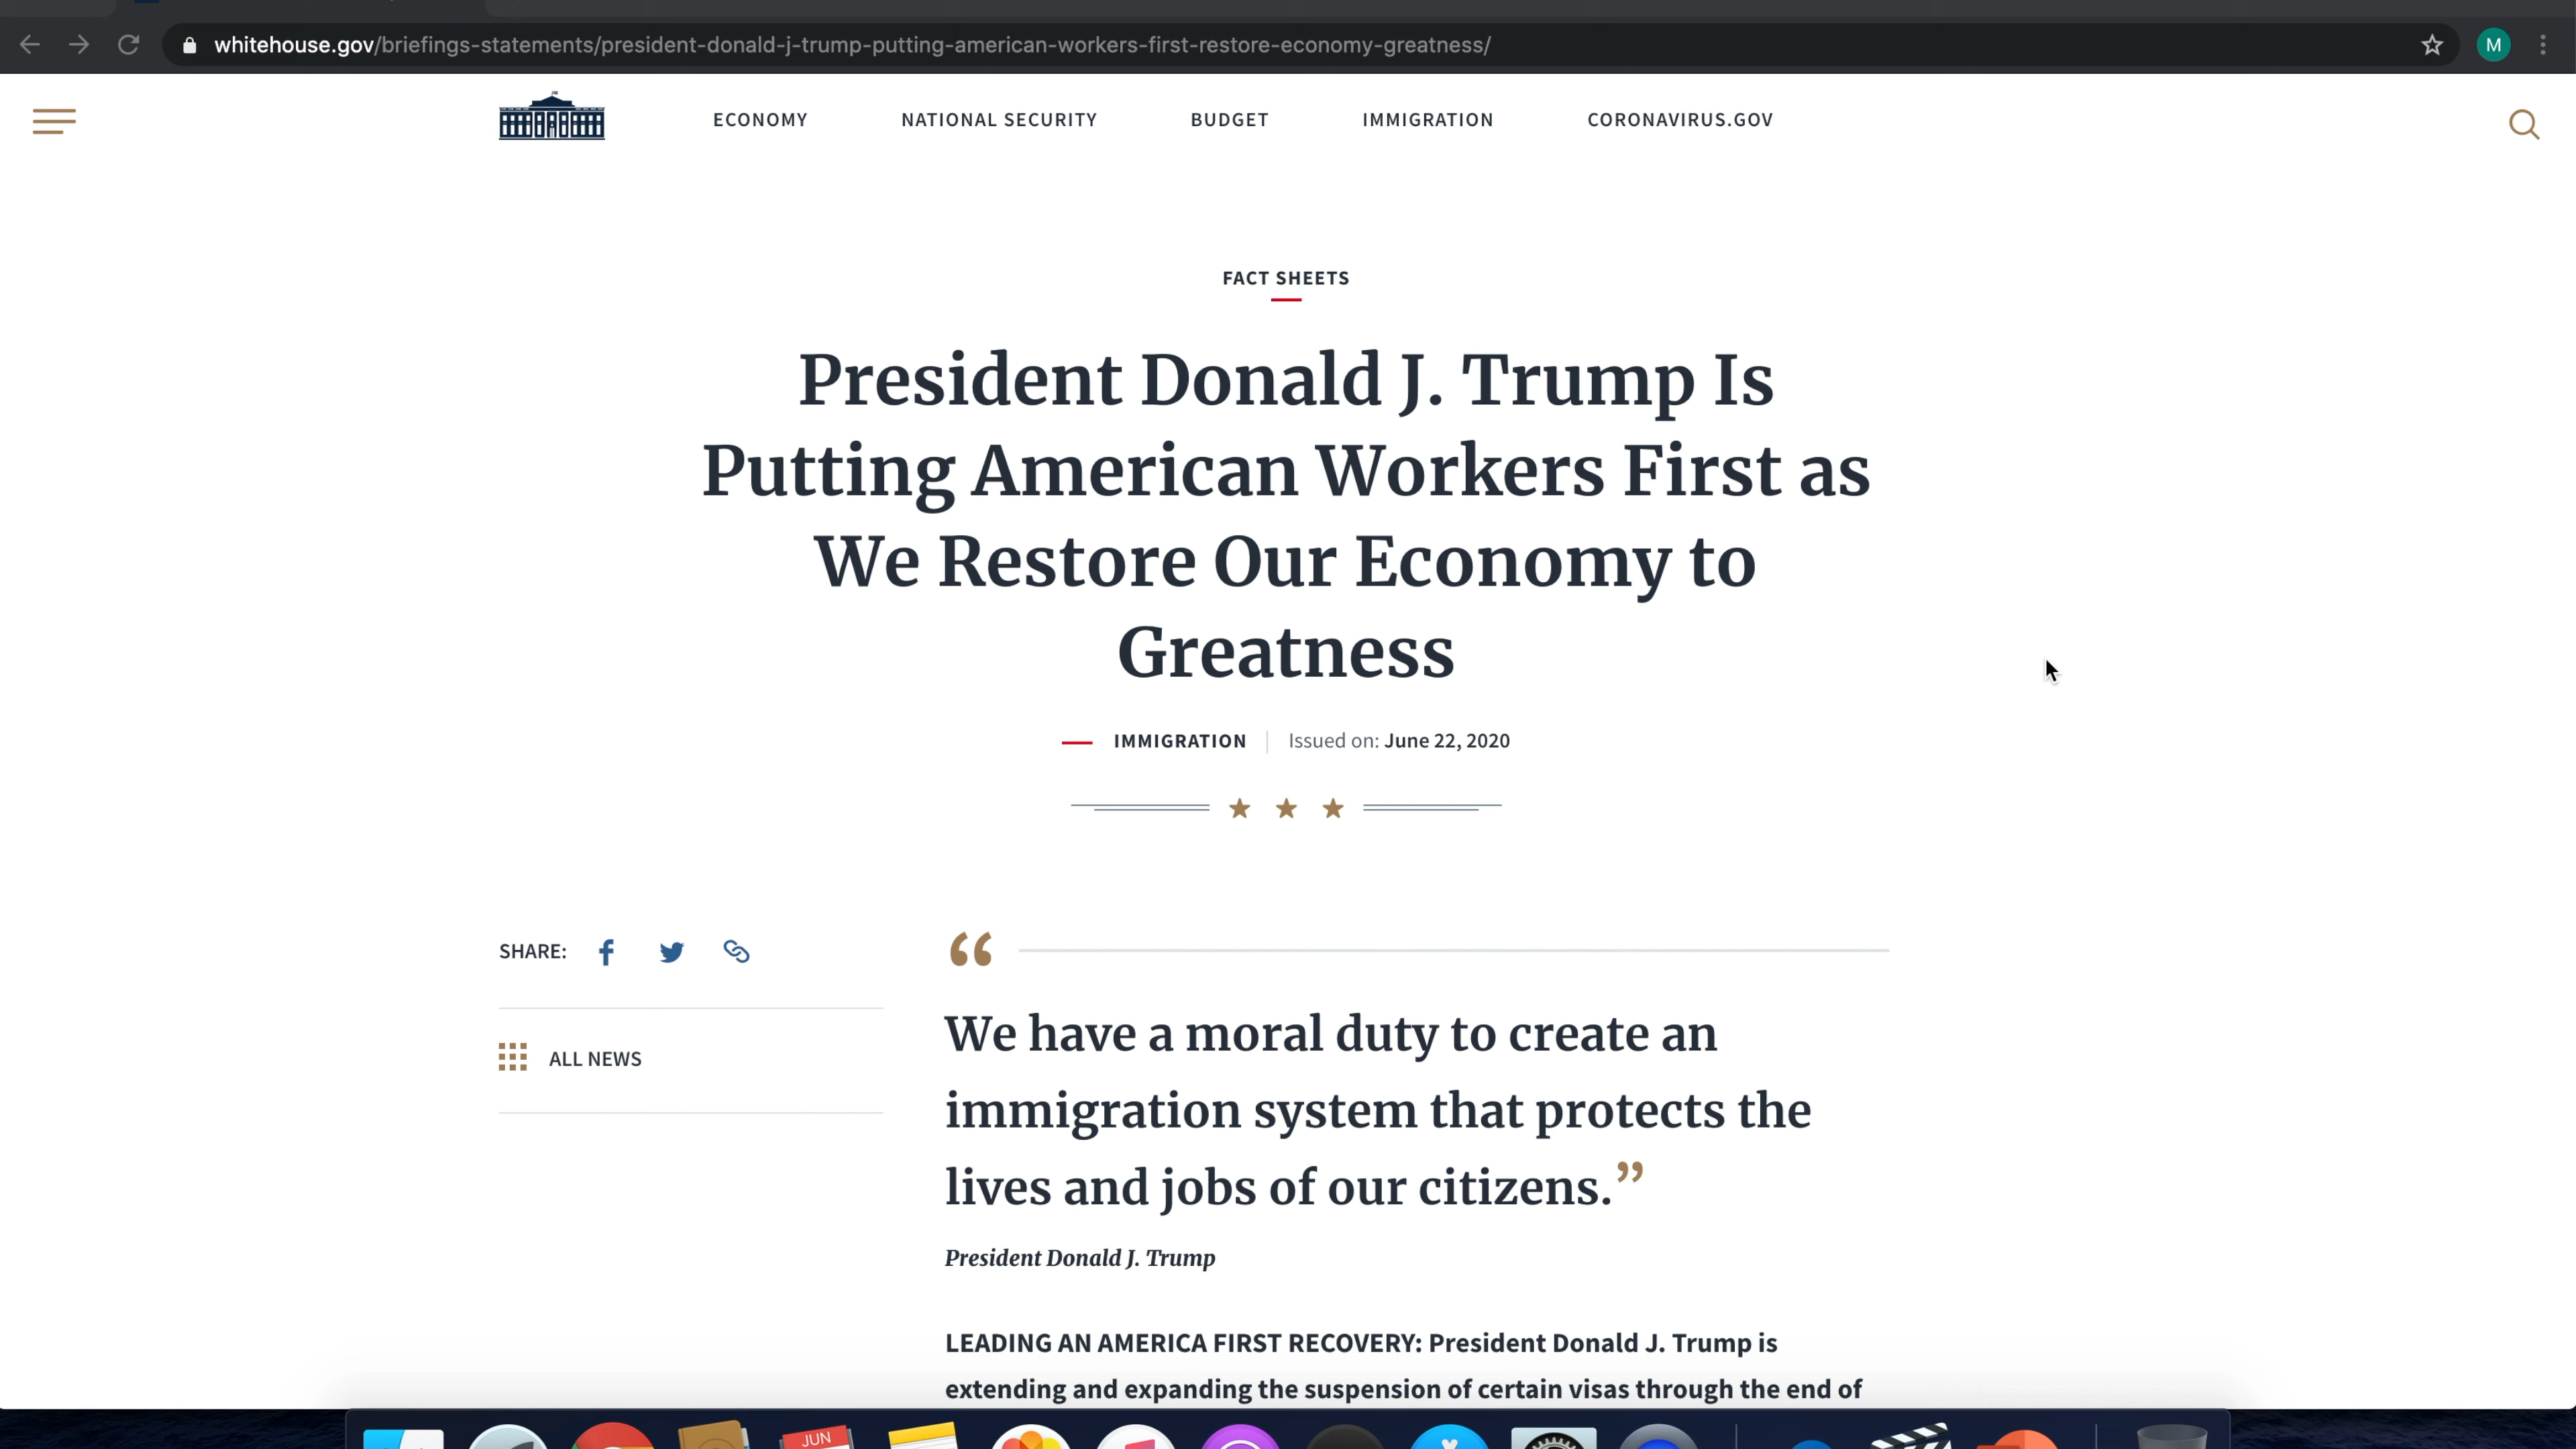 whitehouse.gov/briefings-statements/president-donald-j-trump-putting-american-workers-first-restore-economy-greatness/
M
ECONOMY
NATIONAL SECURITY
BUDGET
IMMIGRATION
CORONAVIRUS.GOV
FACT SHEETS
President Donald J. Trump Is
Putting American Workers First as
We Restore Our Economy to
Greatness
IMMIGRATION
Issued on: June 22, 2020
SHARE:
ALL NEWS
“
We have a moral duty to create an
immigration system that protects the
lives and jobs of our citizens.”
President Donald J. Trump
LEADING AN AMERICA FIRST RECOVERY: President Donald J. Trump is
extending and expanding the suspension of certain visas through the end of
JUN